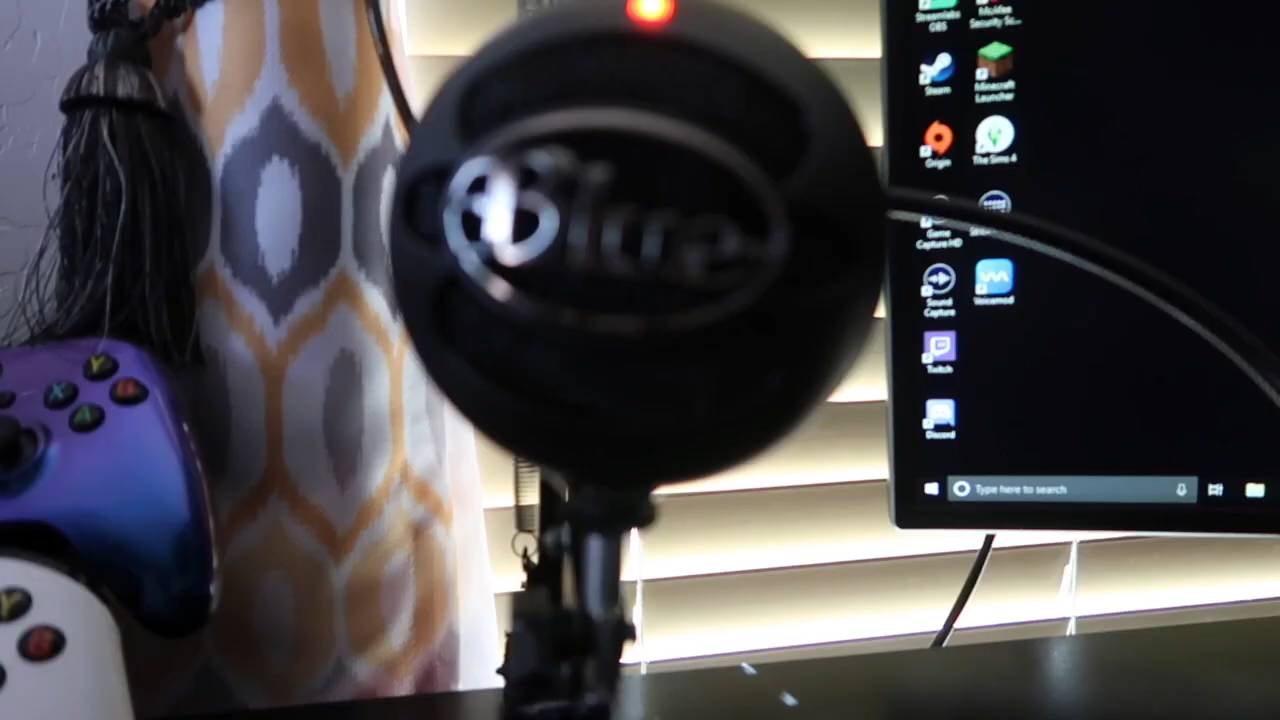 Blue
Streamlabs
OBS
McAfee
Security Sc...
Steam
Minecraft
Launcher
Origin
The Sims 4
Game
Capture HD
Sound
Capture
Voicemod
Twitch
Discord
Type here to search
Y
X
B
A
Y
B